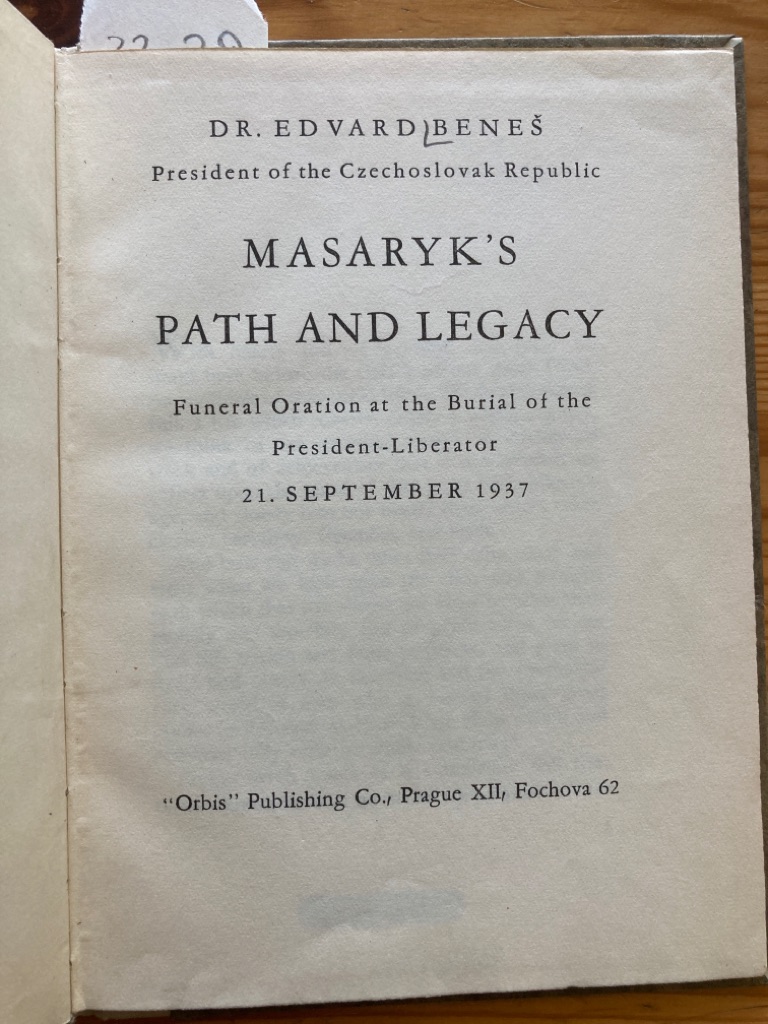 DR. EDVARD BENEŠ
President of the Czechoslovak Republic
MASARYK'S
PATH AND LEGACY
Funeral Oration at the Burial of the
President-Liberator
21. SEPTEMBER 1937
"Orbis" Publishing Co., Prague XII, Fochova 62